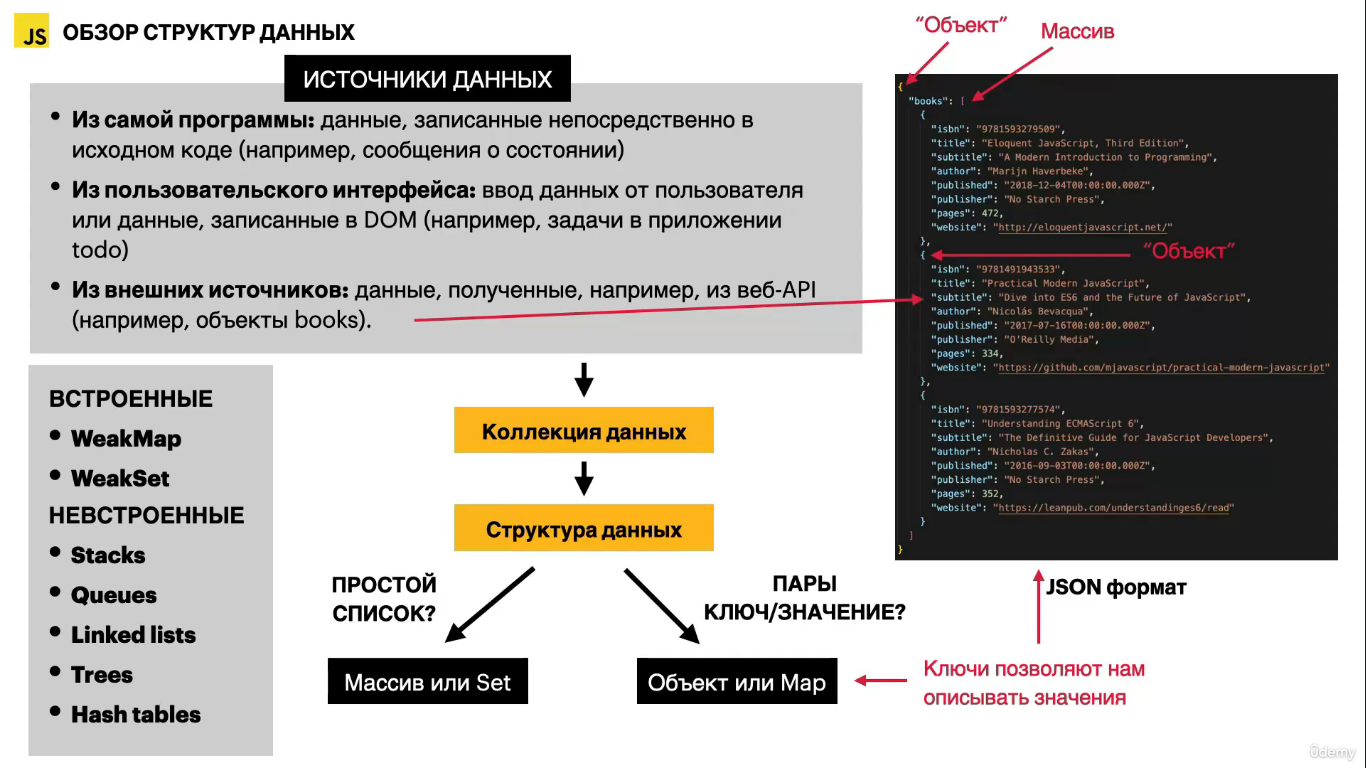 JS ОБЗОР СТРУКТУР ДАННЫХ
ИСТОЧНИКИ ДАННЫХ
• Из самой программы: данные, записанные непосредственно в
исходном коде (например, сообщения о состоянии)
• Из пользовательского интерфейса: ввод данных от пользователя
или данные, записанные в DOM (например, задачи в приложении
todo)
• Из внешних источников: данные, полученные, например, из веб-API
(например, объекты books).
ВСТРОЕННЫЕ
• WeakMap
• WeakSet
НЕВСТРОЕННЫЕ
• Stacks
• Queues
• Linked lists
• Trees
• Hash tables
Коллекция данных
Структура данных
ПРОСТОЙ
СПИСОК?
ПАРЫ
КЛЮЧ/ЗНАЧЕНИЕ?
Массив или Set
Объект или Map
“Объект”
Массив
{
"books": [
{
"isbn": "9781593279509",
"title": "Eloquent JavaScript, Third Edition",
"subtitle": "A Modern Introduction to Programming",
"author": "Marijn Haverbeke",
"published": "2018-12-04T00:00:00.000Z",
"publisher": "No Starch Press",
"pages": 472,
"website": "http://eloquentjavascript.net/"
},
{
“Объект”
"isbn": "9781491943533",
"title": "Practical Modern JavaScript",
"subtitle": "Dive into ES6 and the Future of JavaScript",
"author": "Nicolás Bevacqua",
"published": "2017-07-16T00:00:00.000Z",
"publisher": "O'Reilly Media",
"pages": 334,
"website": "https://github.com/mjavascript/practical-modern-javascript"
},
{
"isbn": "9781593277574",
"title": "Understanding ECMAScript 6",
"subtitle": "The Definitive Guide for JavaScript Developers",
"author": "Nicholas C. Zakas",
"published": "2016-09-03T00:00:00.000Z",
"publisher": "No Starch Press",
"pages": 352,
"website": "https://leanpub.com/understandinges6/read"
}
]
}
JSON формат
Ключи позволяют нам
описывать значения
ûdemy